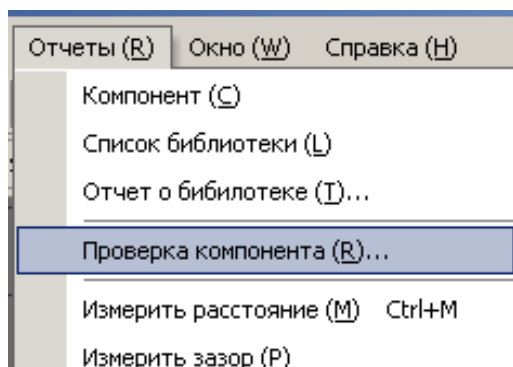 Отчеты (R) Окно (W) Справка (H)
Компонент (C)
Список библиотеки (L)
Отчет о бибилотеке (T)...
Проверка компонента (R)...
Измерить расстояние (M) Ctrl+M
Измерить зазор (P)